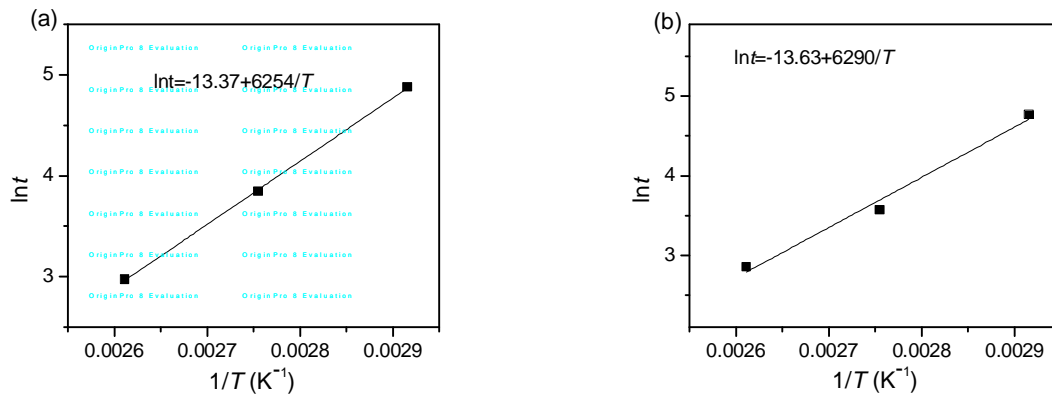 (a)
OriginPro 8 Evaluation OriginPro 8 Evaluation
lnt=-13.37+6254/T
OriginPro 8 Evaluation OriginPro 8 Evaluation
OriginPro 8 Evaluation OriginPro 8 Evaluation
OriginPro 8 Evaluation OriginPro 8 Evaluation
OriginPro 8 Evaluation OriginPro 8 Evaluation
OriginPro 8 Evaluation OriginPro 8 Evaluation
OriginPro 8 Evaluation OriginPro 8 Evaluation
5
4
3
lnt
0.0026 0.0027 0.0028 0.0029
1/T (K⁻¹)
(b)
lnt=-13.63+6290/T
5
4
3
lnt
0.0026 0.0027 0.0028 0.0029
1/T (K⁻¹)